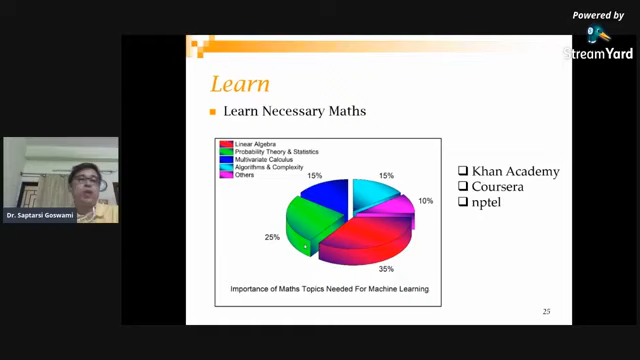 Powered by
StreamYard
Learn
Learn Necessary Maths
Linear Algebra
Probability Theory & Statistics
Multivariate Calculus
Algorithms & Complexity
Others
15%
15%
10%
25%
35%
Importance of Maths Topics Needed For Machine Learning
Khan Academy
Coursera
nptel
Dr. Saptarsi Goswami
25